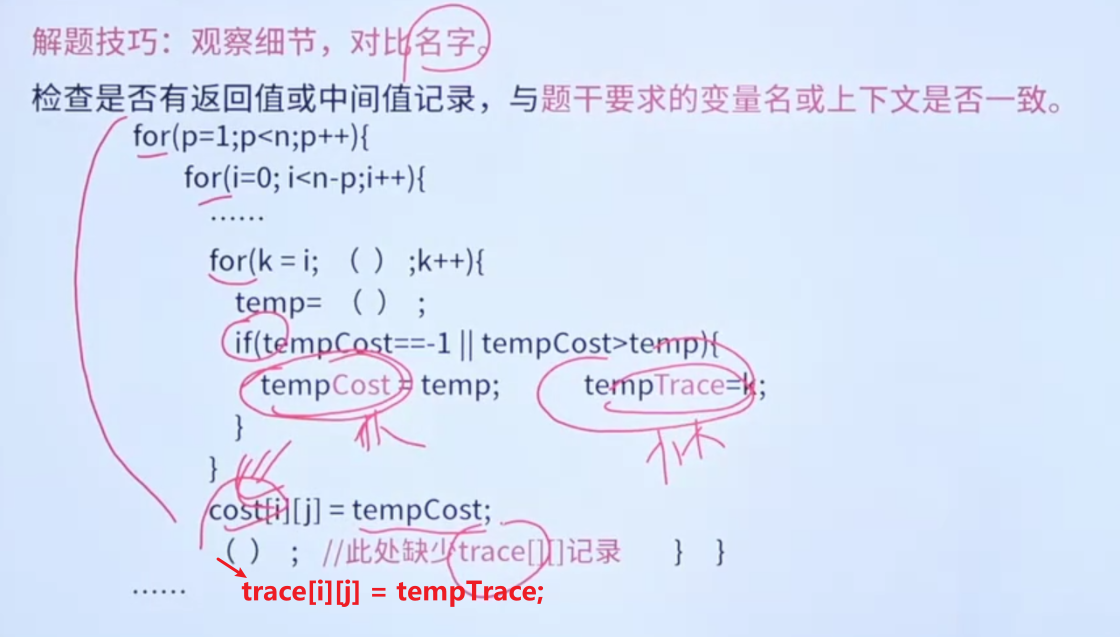 解题技巧：观察细节，对比名字。
检查是否有返回值或中间值记录，与题干要求的变量名或上下文是否一致。
for(p=1;p<n;p++){
for(i=0; i<n-p;i++){
……
for(k = i; （ ） ;k++){
temp= （ ） ;
if(tempCost==-1 || tempCost>temp){
tempCost = temp; tempTrace=k;
}
}
cost[i][j] = tempCost;
（ ） ; //此处缺少trace[][]记录 } }
trace[i][j] = tempTrace;
……